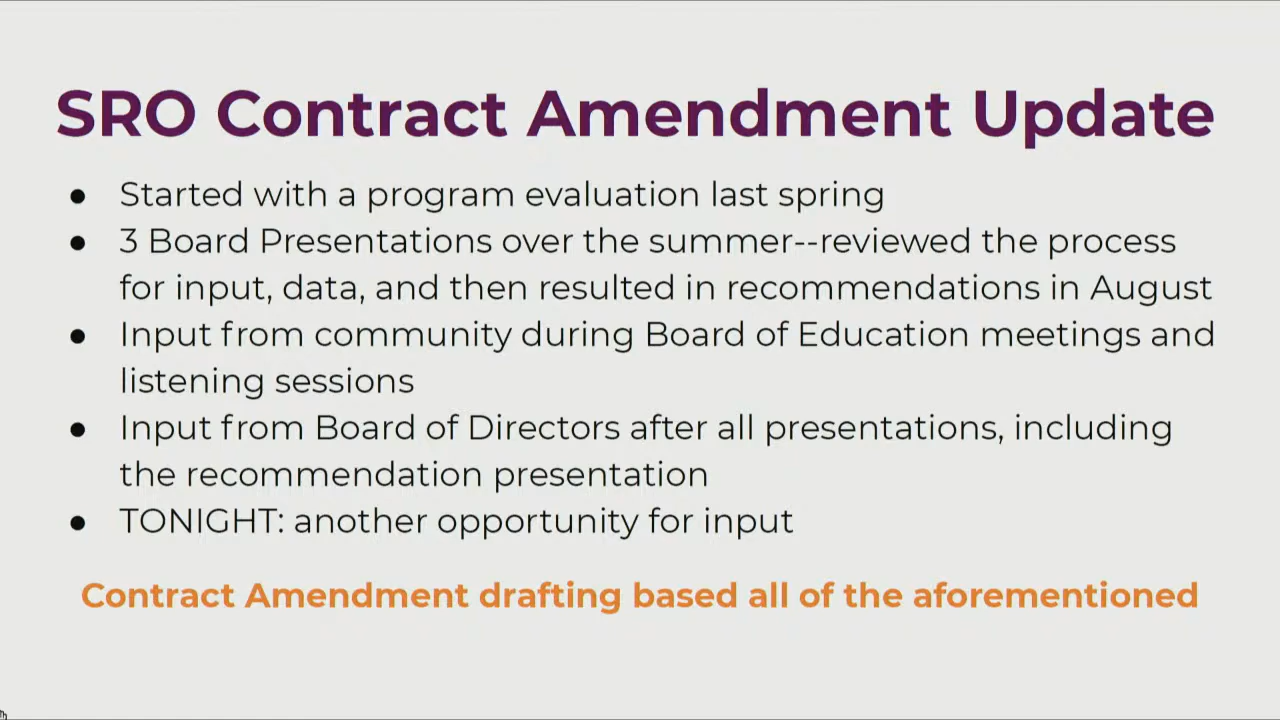 SRO Contract Amendment Update
● Started with a program evaluation last spring
● 3 Board Presentations over the summer--reviewed the process
for input, data, and then resulted in recommendations in August
● Input from community during Board of Education meetings and
listening sessions
● Input from Board of Directors after all presentations, including
the recommendation presentation
● TONIGHT: another opportunity for input
Contract Amendment drafting based all of the aforementioned